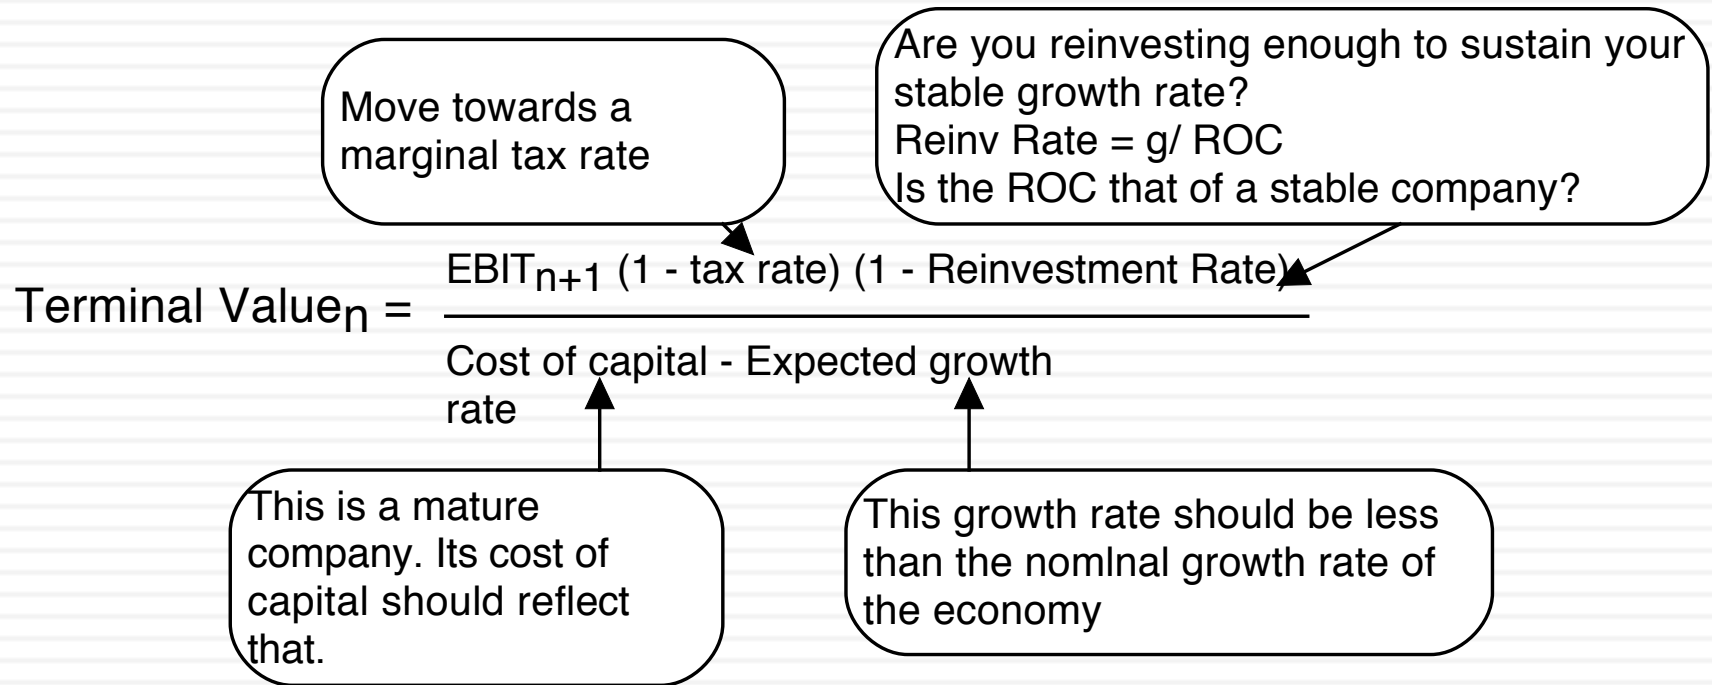 Move towards a
marginal tax rate
Are you reinvesting enough to sustain your
stable growth rate?
Reinv Rate = g/ ROC
Is the ROC that of a stable company?
Terminal Valuen =
EBITn+1 (1 - tax rate) (1 - Reinvestment Rate)
Cost of capital - Expected growth
rate
This is a mature
company. Its cost of
capital should reflect
that.
This growth rate should be less
than the nomInal growth rate of
the economy